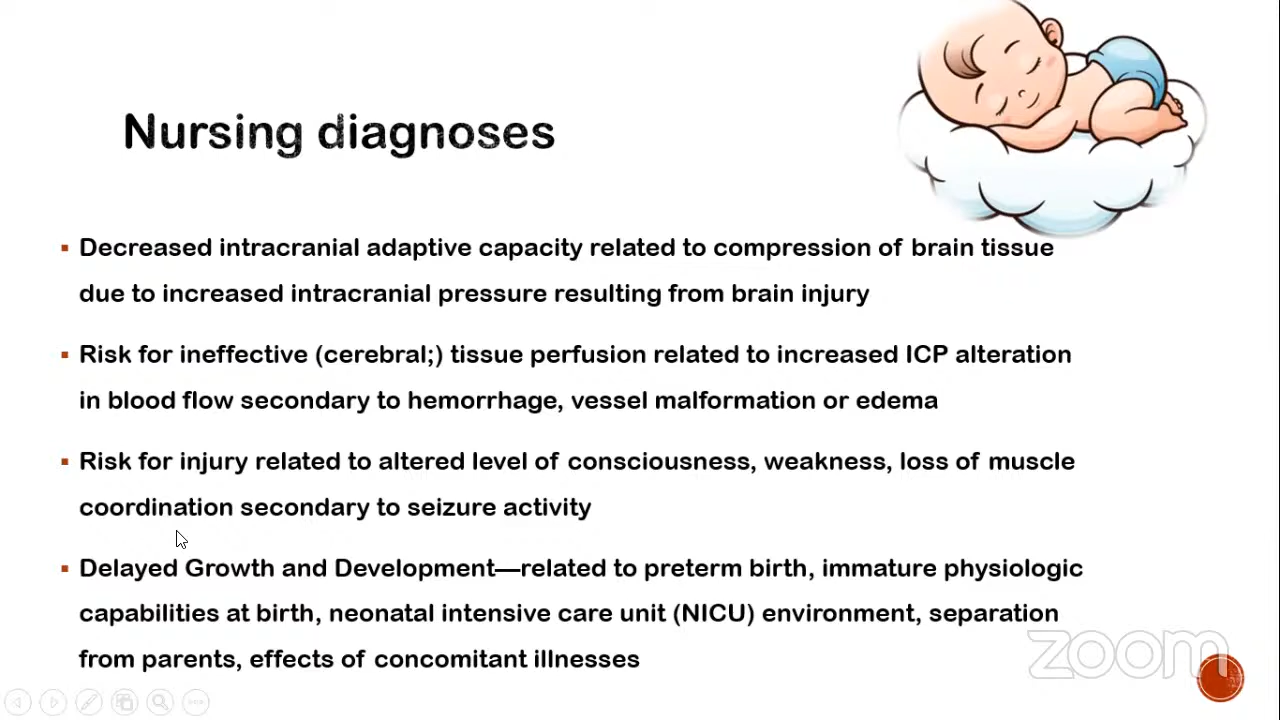 Nursing diagnoses
▪ Decreased intracranial adaptive capacity related to compression of brain tissue
due to increased intracranial pressure resulting from brain injury
▪ Risk for ineffective (cerebral;) tissue perfusion related to increased ICP alteration
in blood flow secondary to hemorrhage, vessel malformation or edema
▪ Risk for injury related to altered level of consciousness, weakness, loss of muscle
coordination secondary to seizure activity
▪ Delayed Growth and Development—related to preterm birth, immature physiologic
capabilities at birth, neonatal intensive care unit (NICU) environment, separation
from parents, effects of concomitant illnesses
zoom